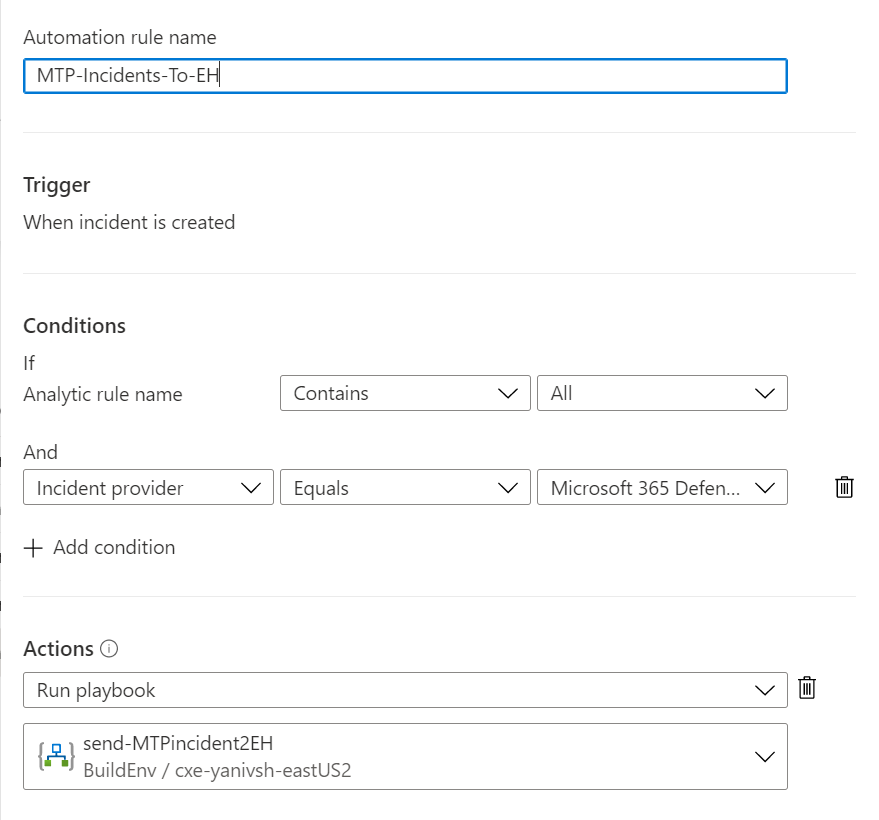 Automation rule name
MTP-Incidents-To-EH
Trigger
When incident is created
Conditions
If
Analytic rule name Contains All
And
Incident provider Equals Microsoft 365 Defen...
Add condition
Actions
Run playbook
send-MTPincident2EH
BuildEnv / cxe-yanivsh-eastUS2